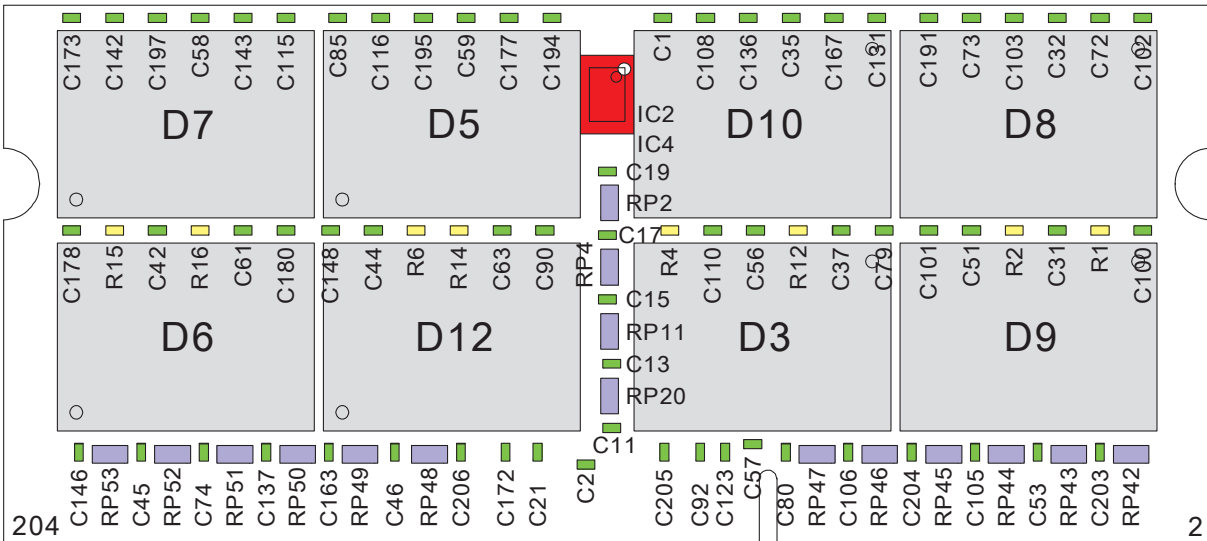 C173 C142 C197 C58 C143 C115 C85 C116 C195 C59 C177 C194 C1 C108 C136 C35 C167 C131 C191 C73 C103 C32 C72 C102
D7 D5 D10 D8
IC2
IC4
C19
RP2
C17
C178 R15 C42 R16 C61 C180 C148 C44 R6 R14 C63 C90 RP4 R4 C110 C56 R12 C37 C79 C101 C51 R2 C31 R1 C100
C15
D6 D12 RP11 D3 D9
C13
RP20
C11
C146 RP53 C45 RP52 C74 RP51 C137 RP50 C163 RP49 C46 RP48 C206 C172 C21 C2 C205 C92 C123 C57 C80 RP47 C106 RP46 C204 RP45 C105 RP44 C53 RP43 C203 RP42
204 2